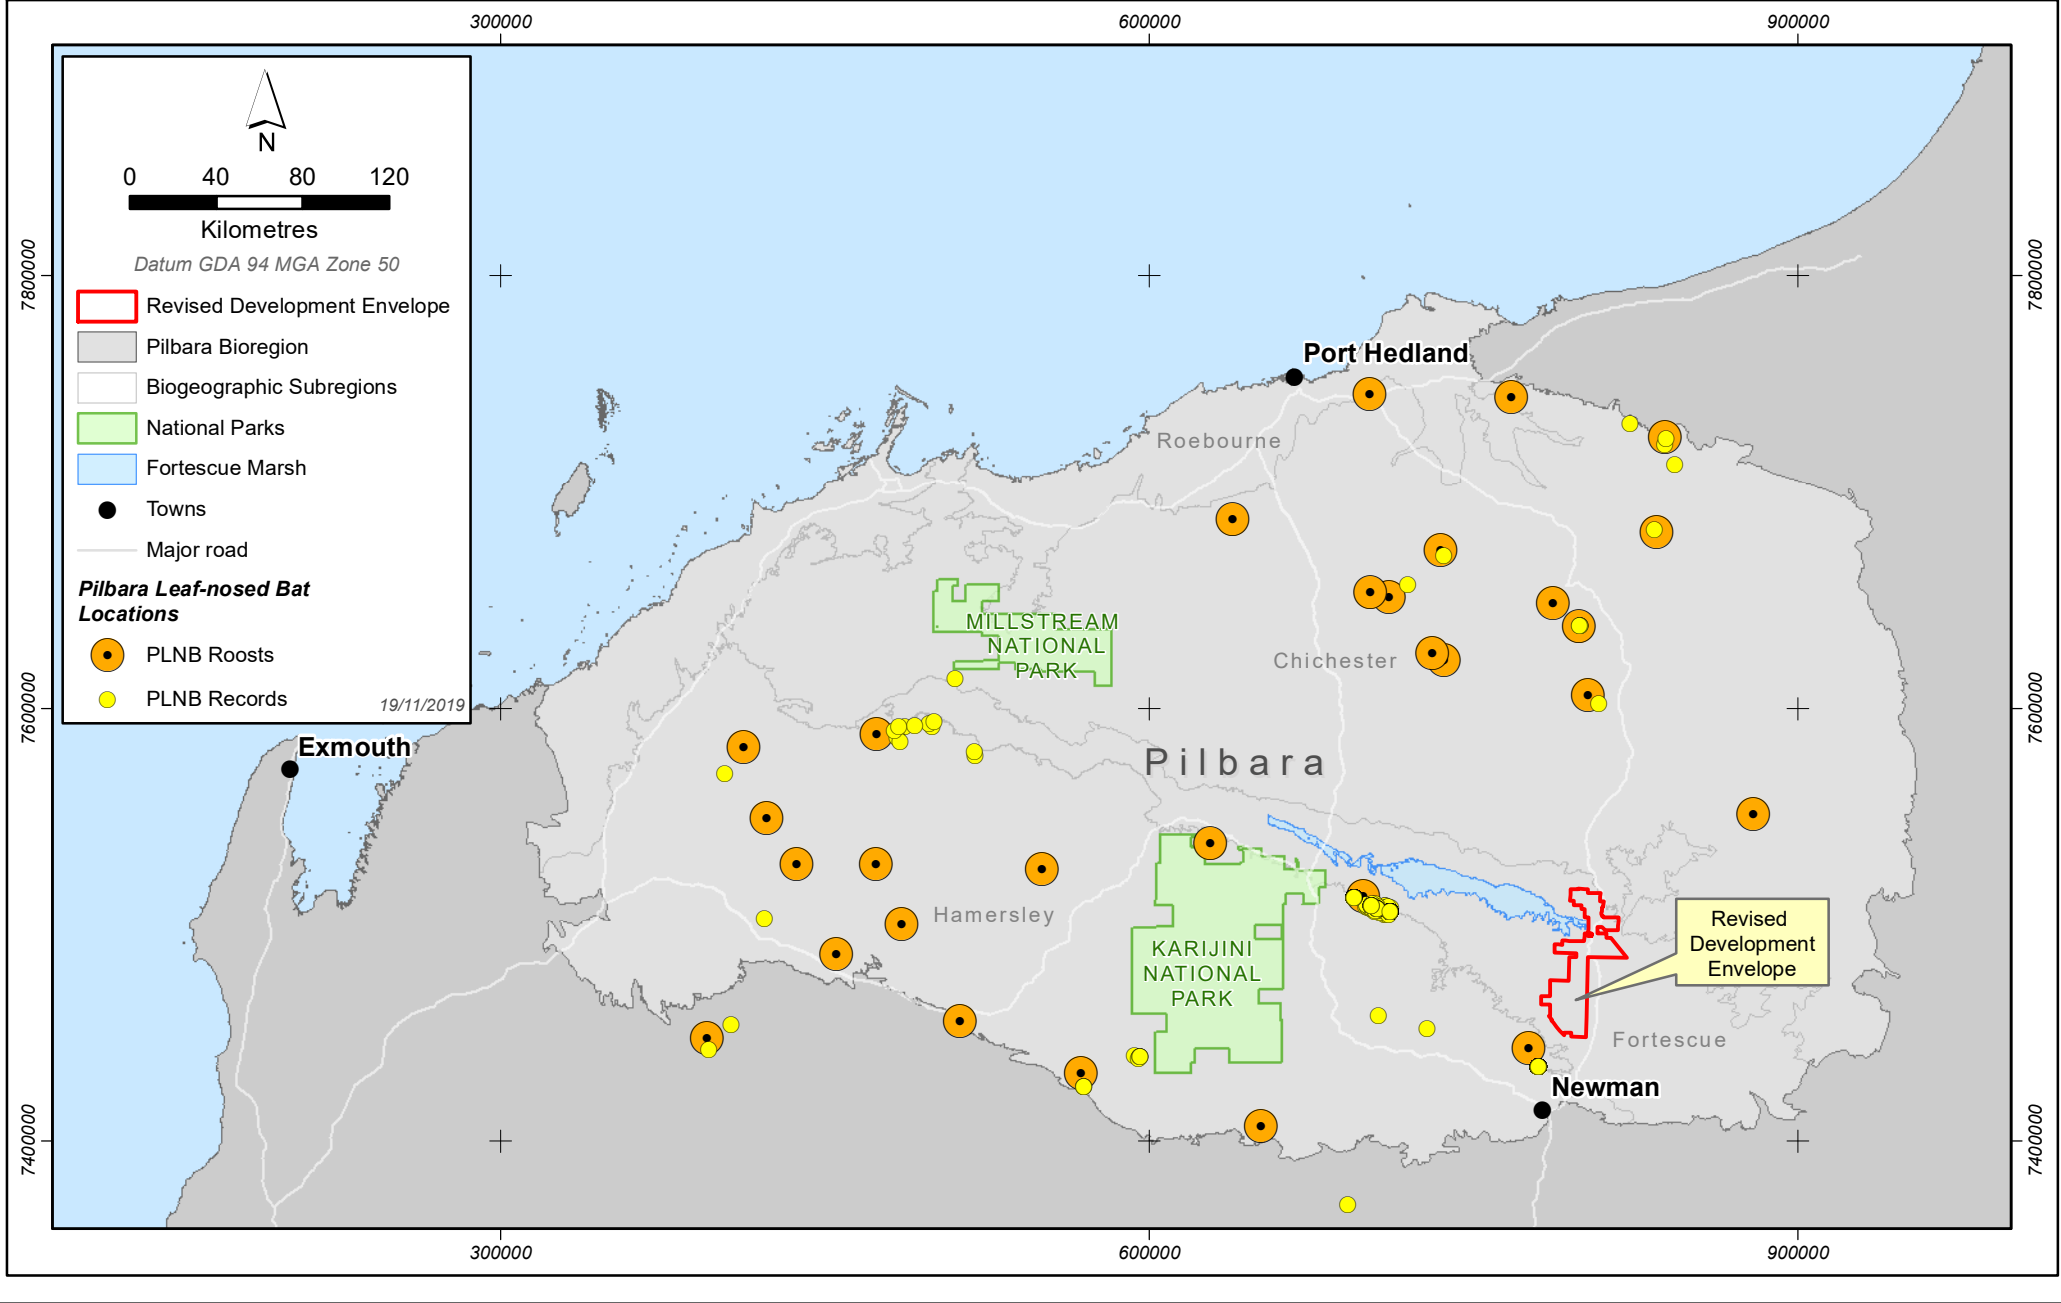 300000
600000
900000
N
0 40 80 120
Kilometres
Datum GDA 94 MGA Zone 50
Revised Development Envelope
Pilbara Bioregion
Biogeographic Subregions
National Parks
Fortescue Marsh
Towns
Major road
Pilbara Leaf-nosed Bat
Locations
PLNB Roosts
PLNB Records
19/11/2019
7800000
7800000
7600000
7600000
7400000
7400000
Port Hedland
Roebourne
MILLSTREAM
NATIONAL
PARK
Chichester
Exmouth
Pilbara
Hamersley
KARIJINI
NATIONAL
PARK
Revised
Development
Envelope
Fortescue
Newman
300000
600000
900000